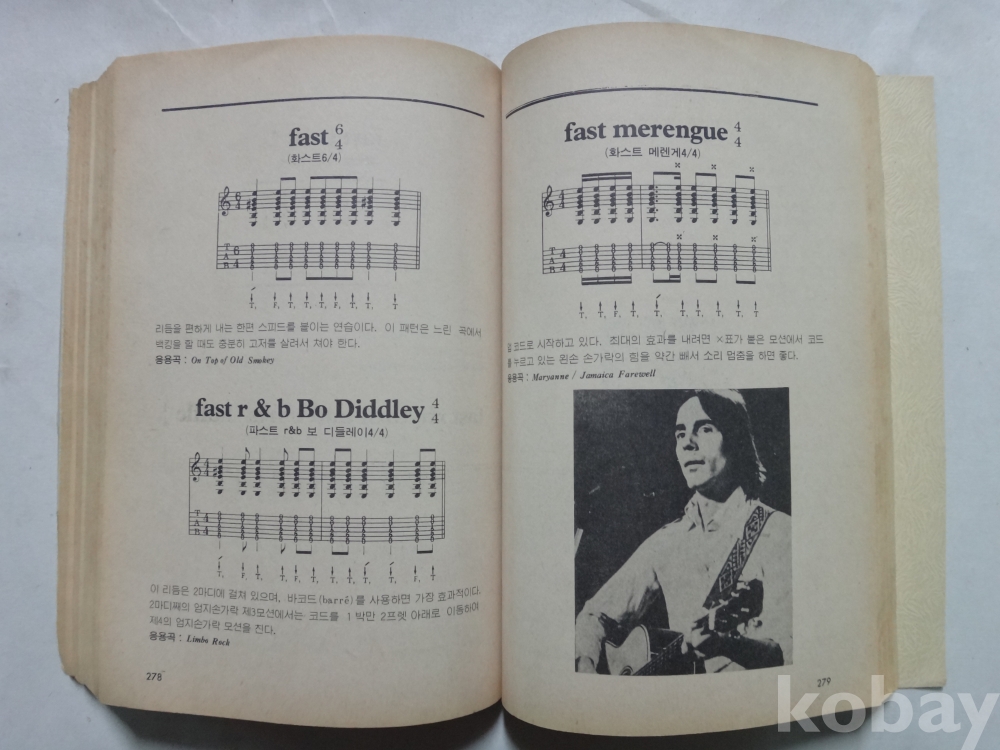 fast 6/4
(화스트6/4)
T A B 6 4
T, F, T, T, T, F, T, T, T
리듬을 편하게 내는 한편 스피드를 붙이는 연습이다. 이 패턴은 느린 곡에서
백킹을 할 때도 충분히 고저를 살려서 쳐야 한다.
응용곡 : On Top of Old Smokey
fast r & b Bo Diddley 4/4
(파스트 r&b 보 디들레이4/4)
T A B 4 4
이 리듬은 2마디에 걸쳐 있으며, 바코드(barrē)를 사용하면 가장 효과적이다.
2마디째의 엄지손가락 제3모션에서는 코드를 1박만 2프렛 아래로 이동하여
제4의 엄지손가락 모션을 잔다.
응용곡 : Limbo Rock
278
fast merengue 4/4
(화스트 메렌게4/4)
T A B 4 4
T, T, F, T, T, T, T, T, T, T
코드로 시작하고 있다. 최대의 효과를 내려면 ×표가 붙은 모션에서 코드
를 누르고 있는 왼손 손가락의 힘을 약간 빼서 소리 멈춤을 하면 좋다.
응용곡 : Maryanne / Jamaica Farewell
279
kobay